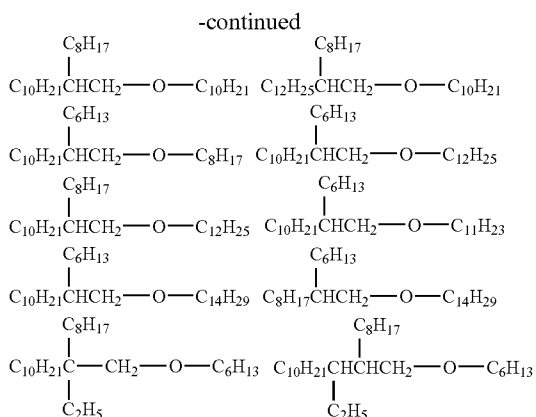 -continued
C8H17 C8H17
C10H21CHCH2—O—C10H21 C12H25CHCH2—O—C10H21
C6H13 C6H13
C10H21CHCH2—O—C8H17 C10H21CHCH2—O—C12H25
C8H17 C6H13
C10H21CHCH2—O—C12H25 C10H21CHCH2—O—C11H23
C6H13 C6H13
C10H21CHCH2—O—C14H29 C8H17CHCH2—O—C14H29
C8H17 C8H17
C10H21C—CH2—O—C6H13 C10H21CHCHCH2—O—C6H13
C2H5 C2H5